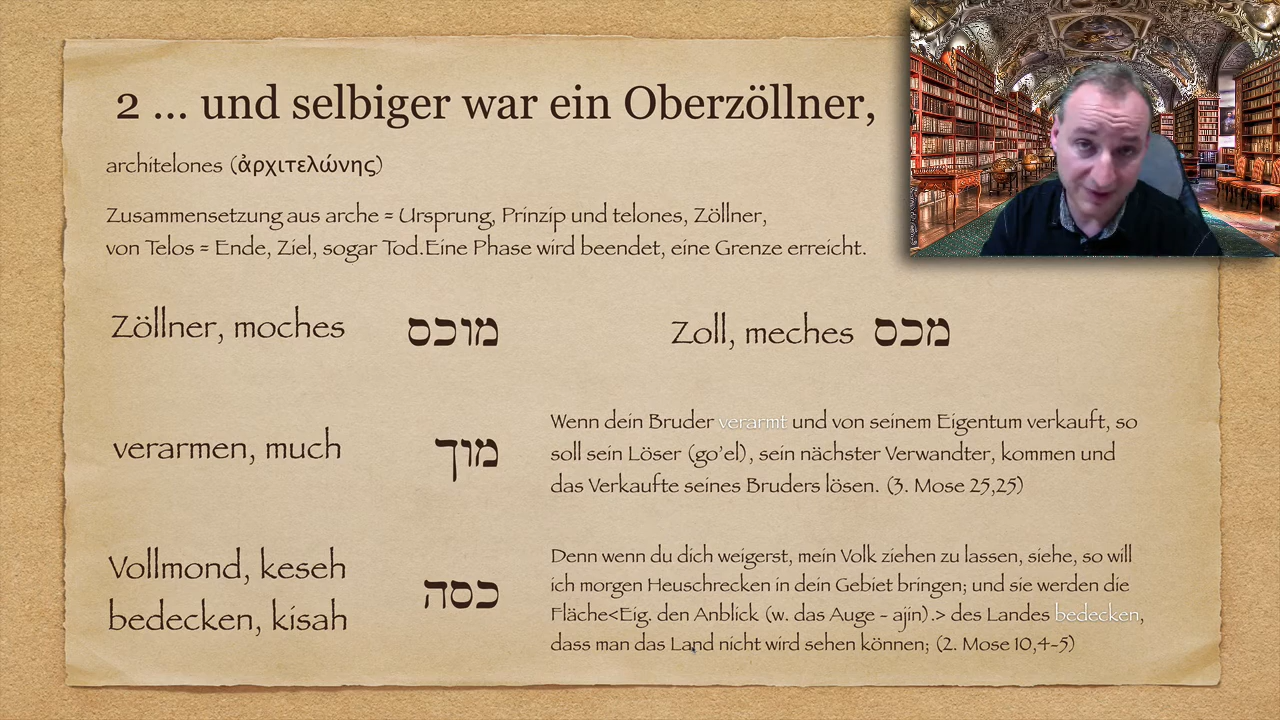 2 ... und selbiger war ein Oberzöllner,
architelones (ἀρχιτελώνης)
Zusammensetzung aus arche = Ursprung, Prinzip und telones, Zöllner,
von Telos = Ende, Ziel, sogar Tod.Eine Phase wird beendet, eine Grenze erreicht.
Zöllner, moches מוכס
Zoll, meches מכס
verarmen, much מוך
Wenn dein Bruder verarmt und von seinem Eigentum verkauft, so
soll sein Löser (go'el), sein nächster Verwandter, kommen und
das Verkaufte seines Bruders lösen. (3. Mose 25,25)
Vollmond, keseh
bedecken, kisah
כסה
Denn wenn du dich weigerst, mein Volk ziehen zu lassen, siehe, so will
ich morgen Heuschrecken in dein Gebiet bringen; und sie werden die
Fläche<Eig. den Anblick (w. das Auge - ajin).> des Landes bedecken,
dass man das Land nicht wird sehen können; (2. Mose 10,4-5)